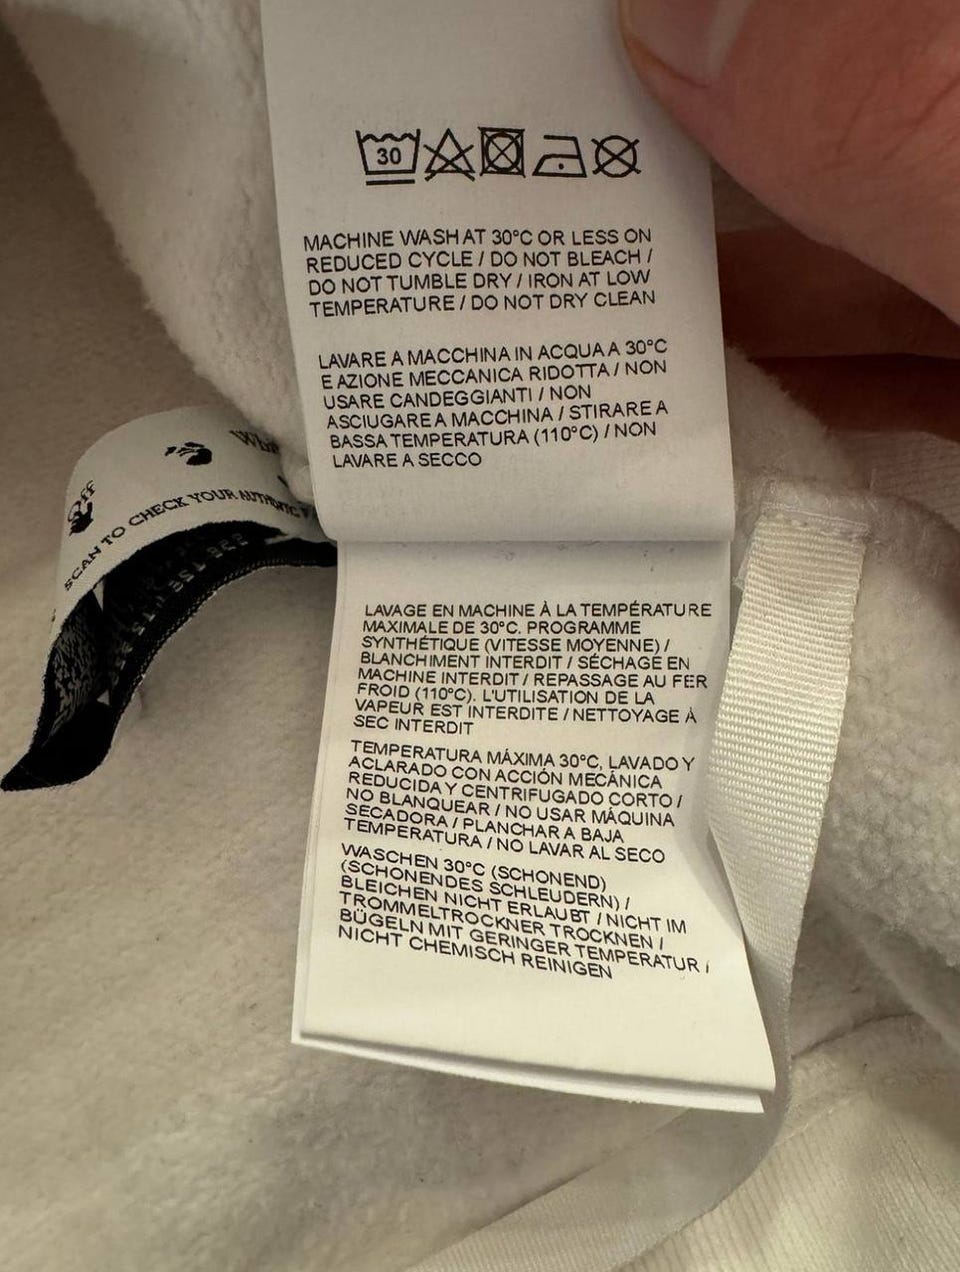 30
MACHINE WASH AT 30°C OR LESS ON
REDUCED CYCLE / DO NOT BLEACH /
DO NOT TUMBLE DRY / IRON AT LOW
TEMPERATURE / DO NOT DRY CLEAN
LAVARE A MACCHINA IN ACQUA A 30°C
E AZIONE MECCANICA RIDOTTA / NON
USARE CANDEGGIANTI / NON
ASCIUGARE A MACCHINA / STIRARE A
BASSA TEMPERATURA (110°C) / NON
LAVARE A SECCO
Off
SCAN TO CHECK YOUR AUTHENTIC
LAVAGE EN MACHINE À LA TEMPÉRATURE
MAXIMALE DE 30°C. PROGRAMME
SYNTHÉTIQUE (VITESSE MOYENNE) /
BLANCHIMENT INTERDIT / SÉCHAGE EN
MACHINE INTERDIT / REPASSAGE AU FER
FROID (110°C). L'UTILISATION DE LA
VAPEUR EST INTERDITE / NETTOYAGE À
SEC INTERDIT
TEMPERATURA MÁXIMA 30°C, LAVADO Y
ACLARADO CON ACCIÓN MECÁNICA
REDUCIDA Y CENTRIFUGADO CORTO /
NO BLANQUEAR / NO USAR MÁQUINA
SECADORA / PLANCHAR A BAJA
TEMPERATURA / NO LAVAR AL SECO
WASCHEN 30°C (SCHONEND)
(SCHONENDES SCHLEUDERN) /
BLEICHEN NICHT ERLAUBT / NICHT IM
TROMMELTROCKNER TROCKNEN /
BÜGELN MIT GERINGER TEMPERATUR /
NICHT CHEMISCH REINIGEN